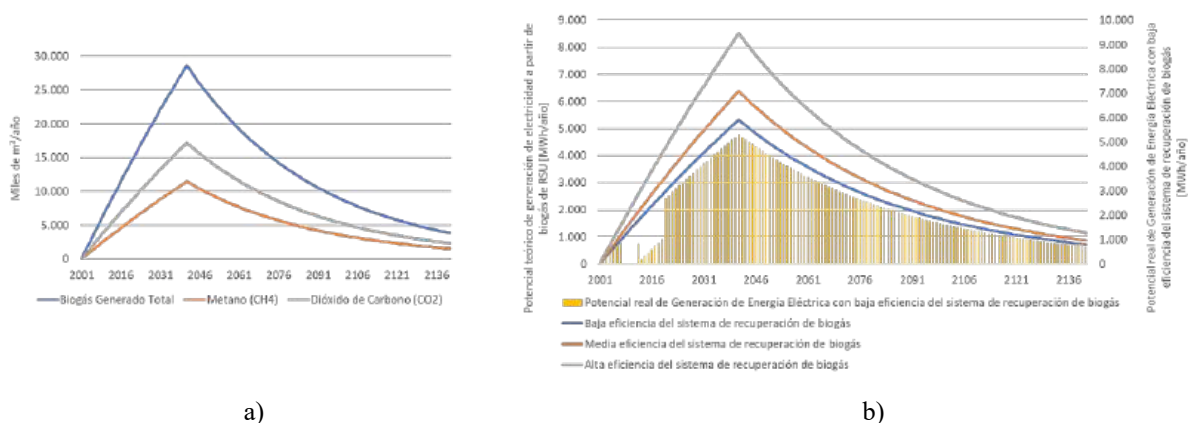 Miles de m³/año
30.000
25.000
20.000
15.000
10.000
5.000
0
2001 2016 2031 2046 2061 2076 2091 2106 2121 2136
Biogás Generado Total Metano (CH4) Dióxido de Carbono (CO2)
a)
Potencial teórico de generación de electricidad a partir de
biogás de RSU [MWh/año]
9.000
8.000
7.000
6.000
5.000
4.000
3.000
2.000
1.000
0
2001 2016 2031 2046 2061 2076 2091 2106 2121 2136
10.000
9.000
8.000
7.000
6.000
5.000
4.000
3.000
2.000
1.000
0
Potencial real de Generación de Energía Eléctrica con baja
eficiencia del sistema de recuperación de biogás
[MWh/año]
Potencial real de Generación de Energía Eléctrica con baja eficiencia del sistema de recuperación de biogás
Baja eficiencia del sistema de recuperación de biogás
Media eficiencia del sistema de recuperación de biogás
Alta eficiencia del sistema de recuperación de biogás
b)